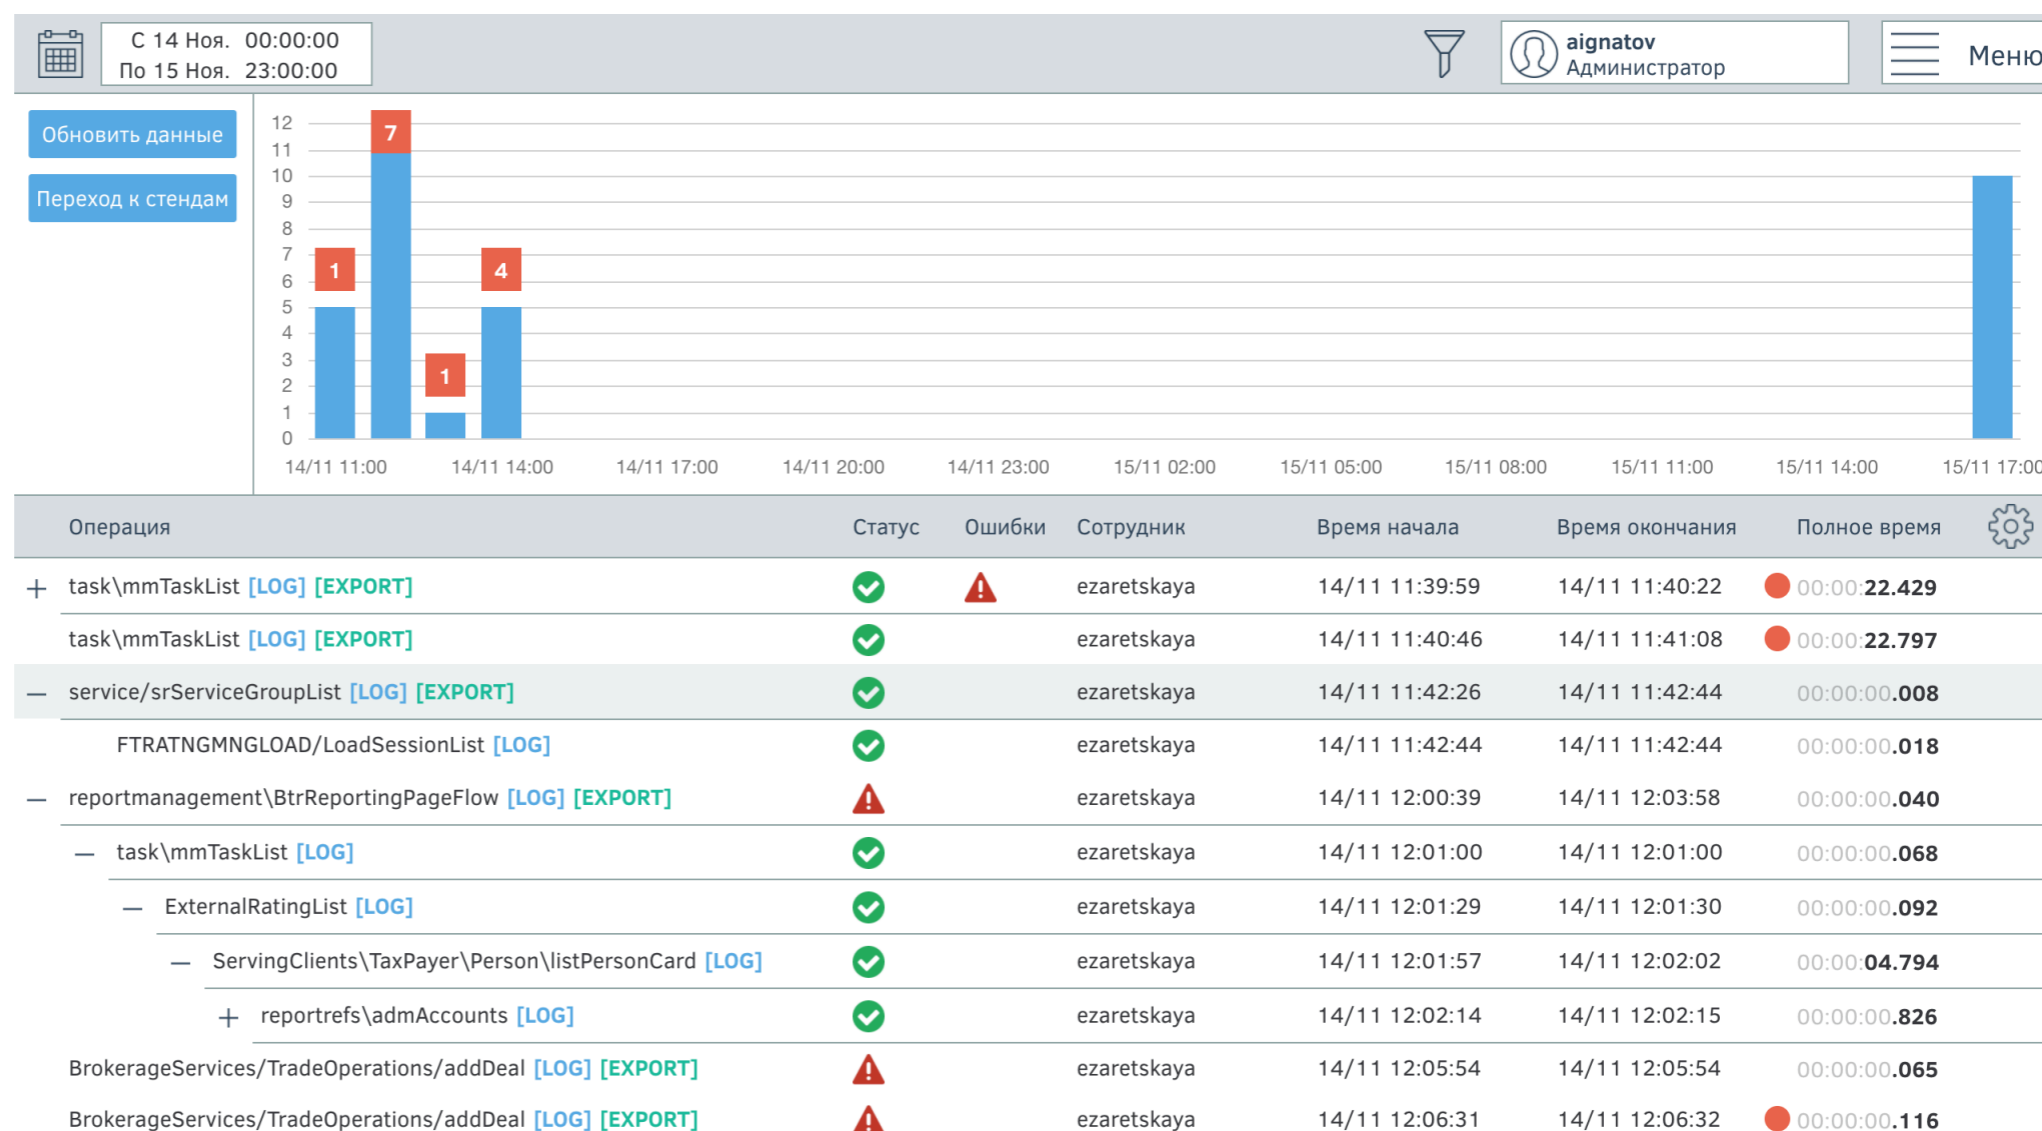 С 14 Ноя. 00:00:00
По 15 Ноя. 23:00:00
aignatov
Администратор
Меню
Обновить данные
Переход к стендам
12
11
10
9
8
7
6
5
4
3
2
1
0
1
7
1
4
14/11 11:00 14/11 14:00 14/11 17:00 14/11 20:00 14/11 23:00 15/11 02:00 15/11 05:00 15/11 08:00 15/11 11:00 15/11 14:00 15/11 17:00
Операция Статус Ошибки Сотрудник Время начала Время окончания Полное время
task\mmTaskList [LOG] [EXPORT] ezaretskaya 14/11 11:39:59 14/11 11:40:22 00:00:22.429
task\mmTaskList [LOG] [EXPORT] ezaretskaya 14/11 11:40:46 14/11 11:41:08 00:00:22.797
service/srServiceGroupList [LOG] [EXPORT] ezaretskaya 14/11 11:42:26 14/11 11:42:44 00:00:00.008
FTRATNGMNGLOAD/LoadSessionList [LOG] ezaretskaya 14/11 11:42:44 14/11 11:42:44 00:00:00.018
reportmanagement\BtrReportingPageFlow [LOG] [EXPORT] ezaretskaya 14/11 12:00:39 14/11 12:03:58 00:00:00.040
task\mmTaskList [LOG] ezaretskaya 14/11 12:01:00 14/11 12:01:00 00:00:00.068
ExternalRatingList [LOG] ezaretskaya 14/11 12:01:29 14/11 12:01:30 00:00:00.092
ServingClients\TaxPayer\Person\listPersonCard [LOG] ezaretskaya 14/11 12:01:57 14/11 12:02:02 00:00:04.794
reportrefs\admAccounts [LOG] ezaretskaya 14/11 12:02:14 14/11 12:02:15 00:00:00.826
BrokerageServices/TradeOperations/addDeal [LOG] [EXPORT] ezaretskaya 14/11 12:05:54 14/11 12:05:54 00:00:00.065
BrokerageServices/TradeOperations/addDeal [LOG] [EXPORT] ezaretskaya 14/11 12:06:31 14/11 12:06:32 00:00:00.116